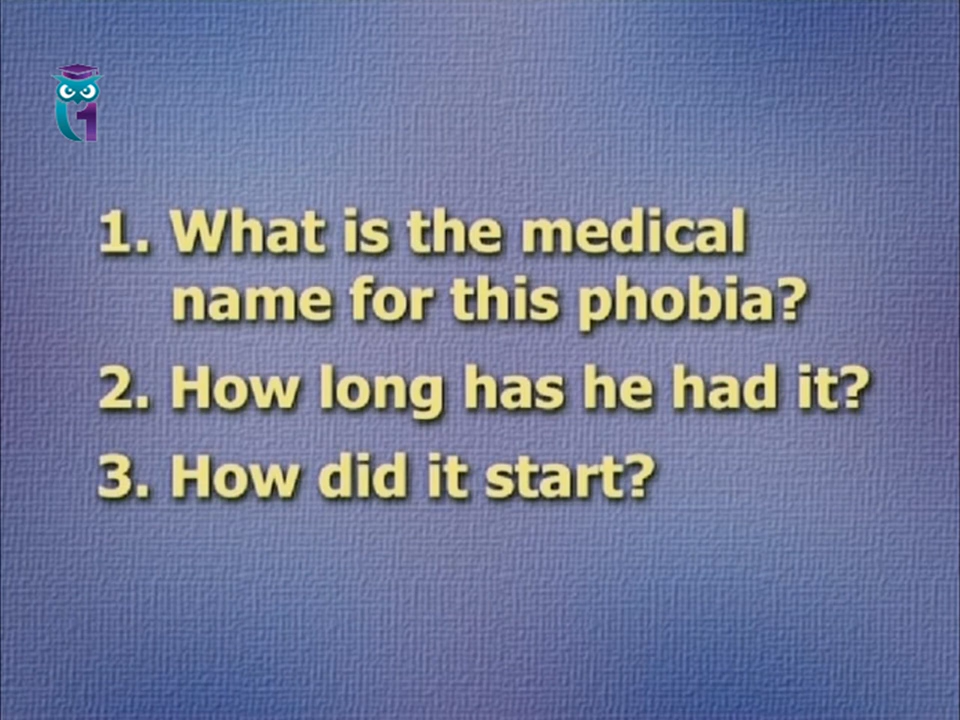 1. What is the medical
name for this phobia?
2. How long has he had it?
3. How did it start?
1